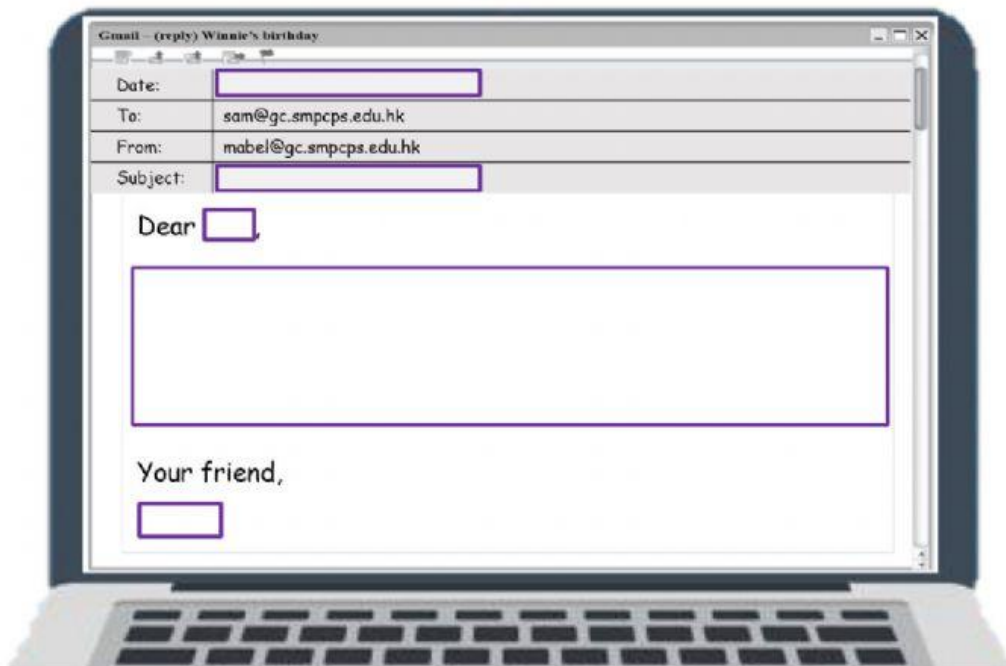 Gmail – (reply) Winnie's birthday
Date:
To: sam@gc.smpcps.edu.hk
From: mabel@gc.smpcps.edu.hk
Subject:
Dear ,
Your friend,